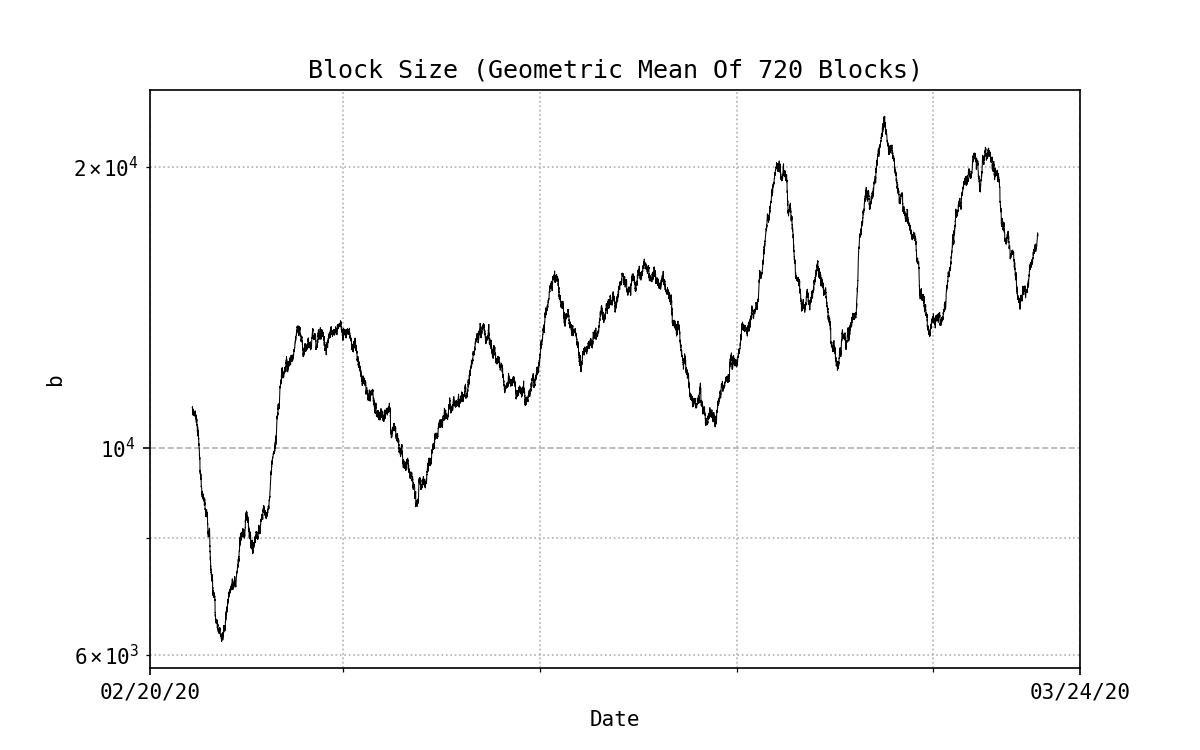 Block Size (Geometric Mean Of 720 Blocks)
2×10⁴
10⁴
6×10³
b
02/20/20 03/24/20
Date